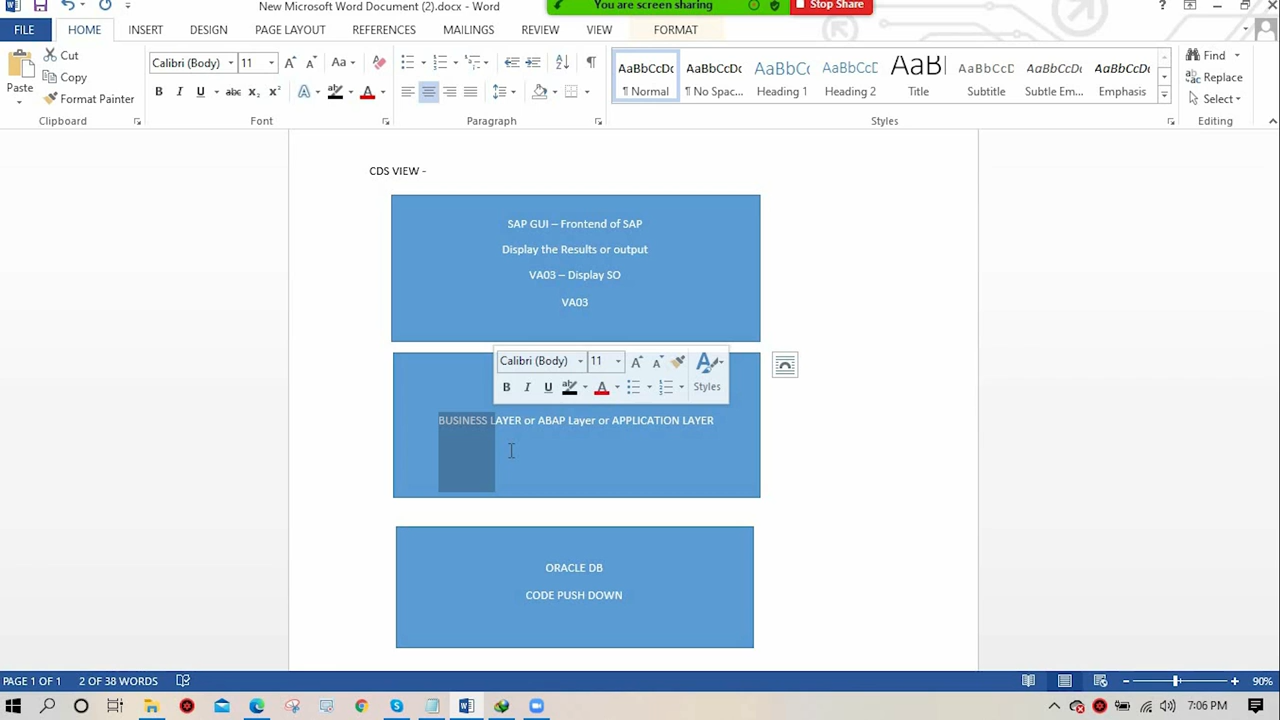 New Microsoft Word Document (2).docx - Word
You are screen sharing
Stop Share
FILE
HOME
INSERT
DESIGN
PAGE LAYOUT
REFERENCES
MAILINGS
REVIEW
VIEW
FORMAT
Cut
Copy
Format Painter
Paste
Clipboard
Calibri (Body)
11
Font
Paragraph
AaBbCcDc
¶ Normal
AaBbCcDc
¶ No Spac...
AaBbCc
Heading 1
AaBbCc
Heading 2
AaB
Title
AaBbCcD
Subtitle
AaBbCcDc
Subtle Em...
AaBbCcDc
Emphasis
Styles
Find
Replace
Select
Editing
CDS VIEW -
SAP GUI – Frontend of SAP
Display the Results or output
VA03 – Display SO
VA03
Calibri (Body)
11
Styles
BUSINESS LAYER or ABAP Layer or APPLICATION LAYER
ORACLE DB
CODE PUSH DOWN
PAGE 1 OF 1
2 OF 38 WORDS
90%
7:06 PM